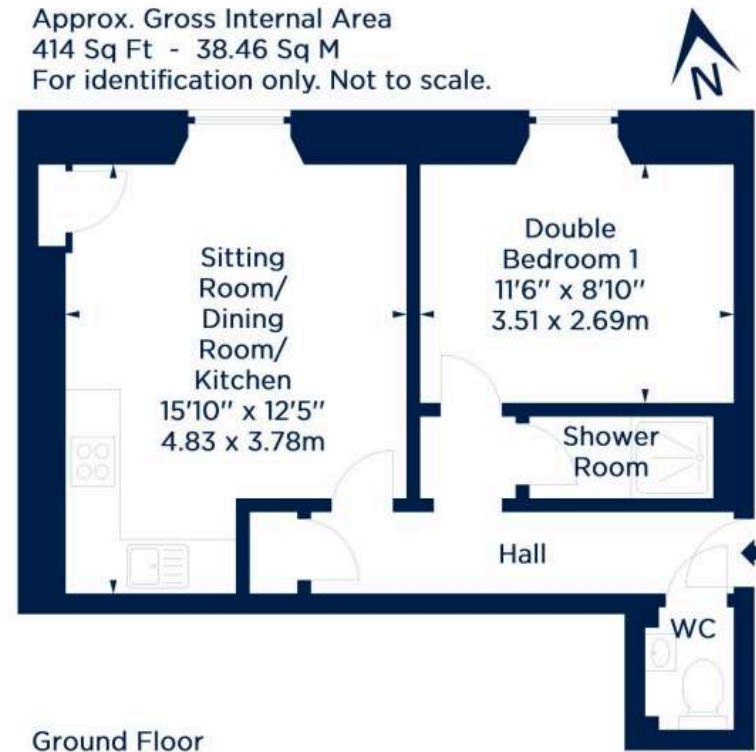 Approx. Gross Internal Area
414 Sq Ft - 38.46 Sq M
For identification only. Not to scale.
N
Sitting
Room/
Dining
Room/
Kitchen
15'10" x 12'5"
4.83 x 3.78m
Double
Bedroom 1
11'6" x 8'10"
3.51 x 2.69m
Shower
Room
Hall
WC
Ground Floor